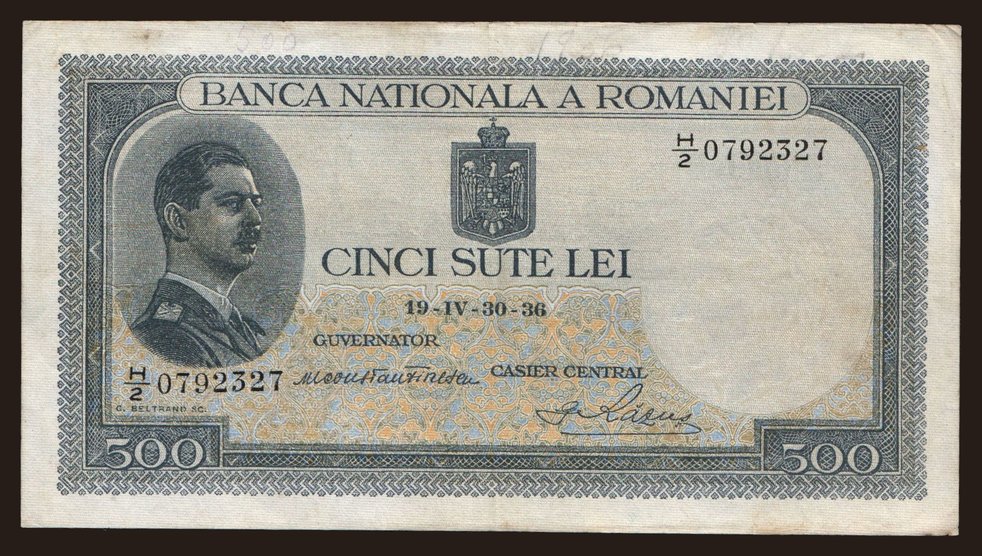 500
BANCA NATIONALA A ROMANIEI
H/2 0792327
CINCI SUTE LEI
19-IV-30-36
GUVERNATOR
CASIER CENTRAL
H/2 0792327
C. BELTRAND SC.
500
500